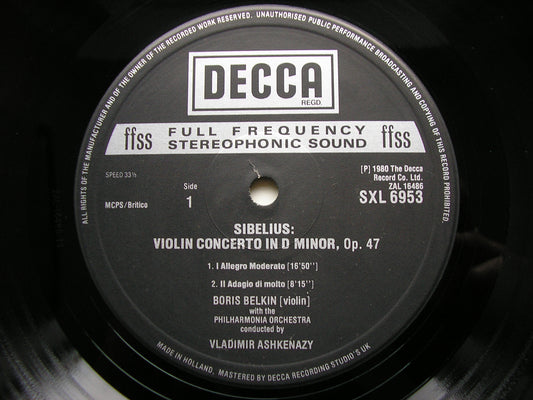 ALL RIGHTS OF THE MANUFACTURER AND OF THE OWNER OF THE RECORDED WORK RESERVED. UNAUTHORISED PUBLIC PERFORMANCE BROADCASTING AND COPYING OF THIS RECORD PROHIBITED.
DECCA
REGD.
ffss FULL FREQUENCY ffss
STEREOPHONIC SOUND
SPEED 33⅓
MCPS/Britico
Side
1
[P] 1980 The Decca
Record Co. Ltd.
ZAL 16486
SXL 6953
SIBELIUS:
VIOLIN CONCERTO IN D MINOR, Op. 47
1. I Allegro Moderato [16'50'']
2. II Adagio di molto [8'15'']
BORIS BELKIN [violin]
with the
PHILHARMONIA ORCHESTRA
conducted by
VLADIMIR ASHKENAZY
MADE IN HOLLAND. MASTERED BY DECCA RECORDING STUDIO'S UK